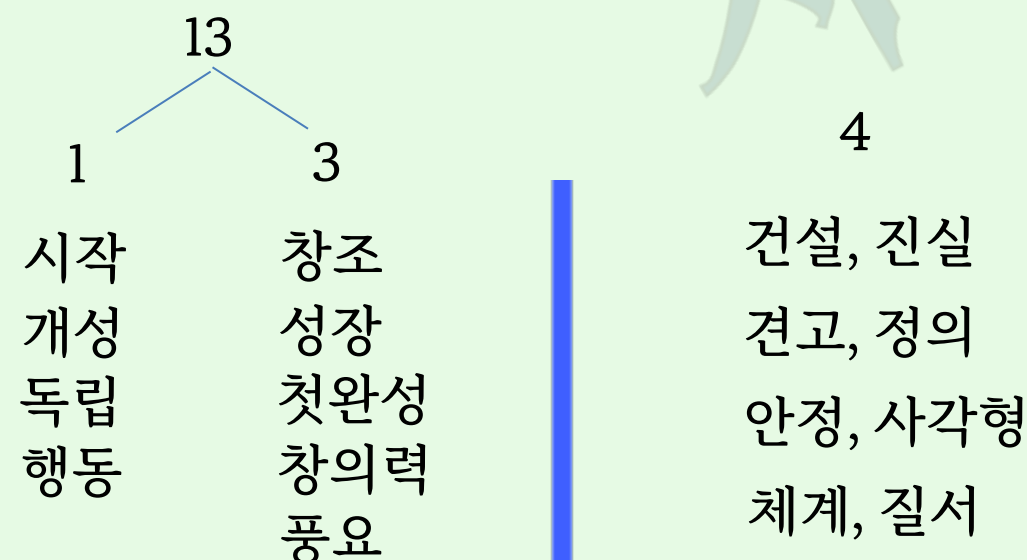 13
1
3
시작
개성
독립
행동
창조
성장
첫완성
창의력
풍요
4
건설, 진실
견고, 정의
안정, 사각형
체계, 질서